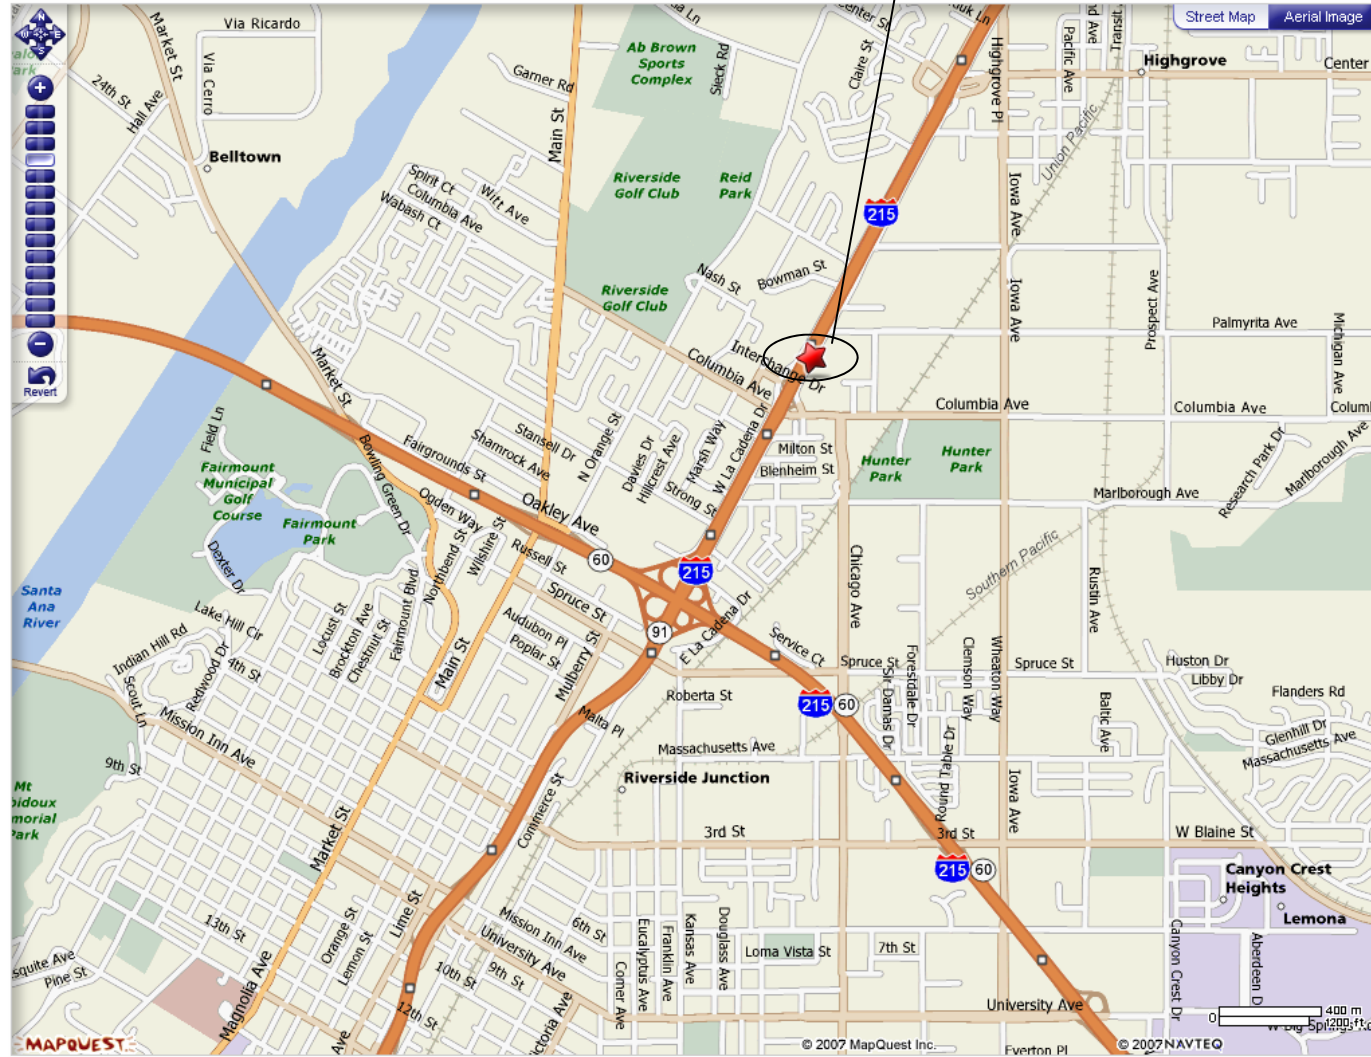 Street Map
Aerial Image
N
W
E
S
Revert
Via Ricardo
Market St
Via Cerro
24th St
Hall Ave
Belltown
Center St
Claire St
Highgrove Pl
Pacific Ave
Highgrove
Center
Ab Brown
Sports
Complex
Sleck Rd
Garner Rd
Main St
Union Pacific
Riverside
Golf Club
Reid
Park
Spirit Ct
Columbia Ave
Wabash Ct
Witt Ave
215
Iowa Ave
Nash St
Bowman St
Riverside
Golf Club
Iowa Ave
Prospect Ave
Palmyrita Ave
Michigan Ave
Interchange Dr
Columbia Ave
Market St
Columbia Ave
Columbia Ave
Field Ln
Fairgrounds St
Shamrock Ave
Stansell Dr
N Orange St
Davies Dr
Hillcrest Ave
Marsh Way
W La Cadena Dr
Strong St
Milton St
Blenheim St
Hunter
Park
Hunter
Park
Research Park Dr
Marlborough Ave
Marlborough Ave
Fairmount
Municipal
Golf
Course
Fairmount
Park
Bowling Green Dr
Ogden Way
Oakley Ave
Northbend St
Wilshire St
Russell St
60
215
Spruce St
Dexter Dr
Santa
Ana
River
Chicago Ave
Southern Pacific
Rustin Ave
Lake Hill Cir
Indian Hill Rd
Redwood Dr
4th St
Scout Ln
Locust St
Brockton Ave
Chestnut St
Fairmount Blvd
Main St
Audubon Pl
Poplar St
Mulberry St
91
E La Cadena Dr
Service Ct
Spruce St
Spruce St
Sir Damas Dr
Forestdale Dr
Clemson Way
Wheaton Way
Huston Dr
Libby Dr
Flanders Rd
Glenhill Dr
Massachusetts Ave
Baltic Ave
Roberta St
215
60
Malta Pl
Massachusetts Ave
Round Table Dr
Mission Inn Ave
9th St
Riverside Junction
Iowa Ave
Mt
Park
Commerce St
3rd St
3rd St
W Blaine St
Market St
215
60
Canyon Crest
Heights
Lemona
Lime St
13th St
Orange St
Lemon St
Mission Inn Ave
6th St
University Ave
9th St
10th St
12th St
Eucalyptus Ave
Franklin Ave
Kansas Ave
Douglass Ave
Comer Ave
Loma Vista St
7th St
Canyon Crest Dr
Aberdeen D
Pine St
Magnolia Ave
University Ave
Everton Pl
0
400 m
1200 ft
MAPQUEST
© 2007 MapQuest Inc.
© 2007 NAVTEQ